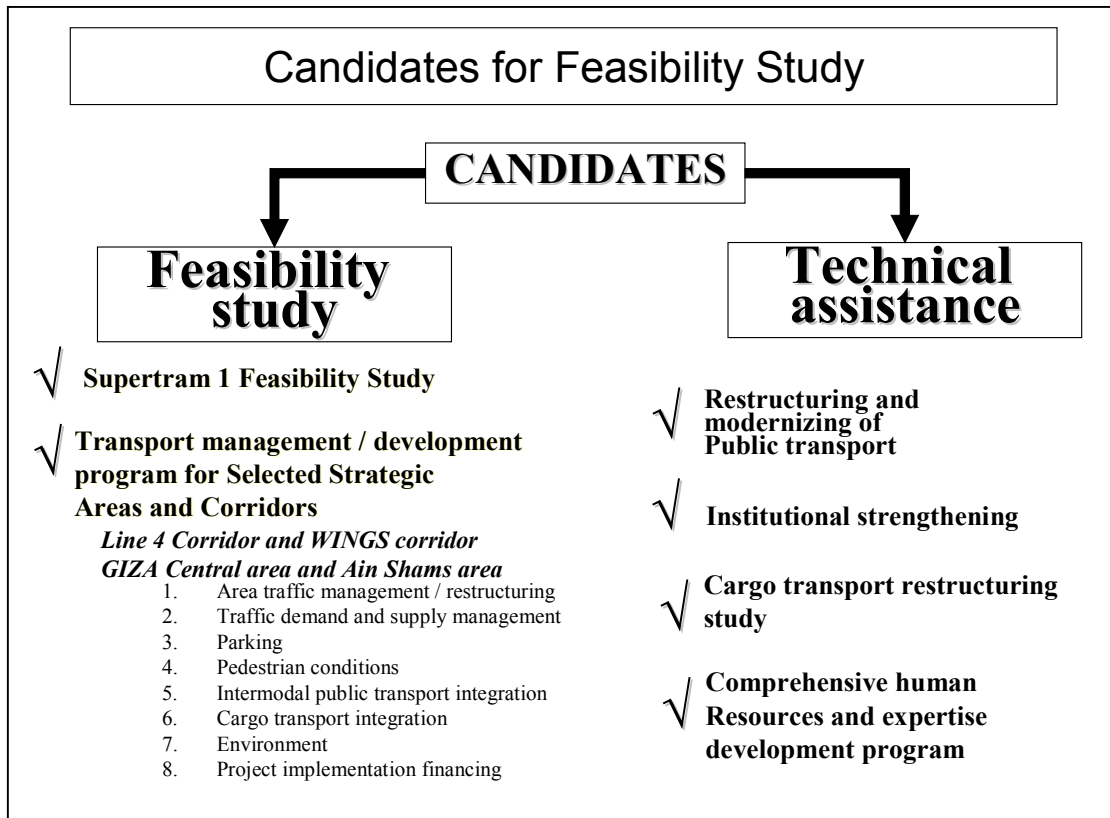 Candidates for Feasibility Study
CANDIDATES
Feasibility
study
√ Supertram 1 Feasibility Study
√ Transport management / development
program for Selected Strategic
Areas and Corridors
Line 4 Corridor and WINGS corridor
GIZA Central area and Ain Shams area
1. Area traffic management / restructuring
2. Traffic demand and supply management
3. Parking
4. Pedestrian conditions
5. Intermodal public transport integration
6. Cargo transport integration
7. Environment
8. Project implementation financing
Technical
assistance
√ Restructuring and
modernizing of
Public transport
√ Institutional strengthening
√ Cargo transport restructuring
study
√ Comprehensive human
Resources and expertise
development program